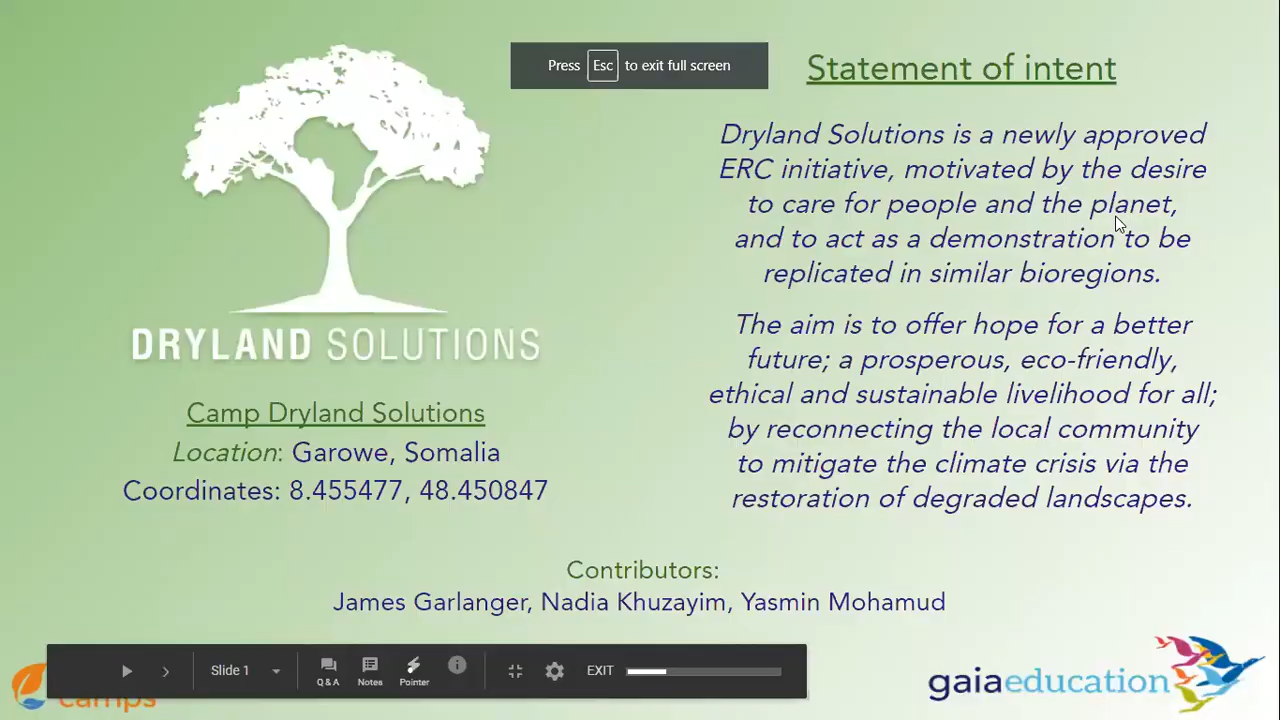 Press Esc to exit full screen
Statement of intent
Dryland Solutions is a newly approved
ERC initiative, motivated by the desire
to care for people and the planet,
and to act as a demonstration to be
replicated in similar bioregions.
The aim is to offer hope for a better
future; a prosperous, eco-friendly,
ethical and sustainable livelihood for all;
by reconnecting the local community
to mitigate the climate crisis via the
restoration of degraded landscapes.
DRYLAND SOLUTIONS
Camp Dryland Solutions
Location: Garowe, Somalia
Coordinates: 8.455477, 48.450847
Contributors:
James Garlanger, Nadia Khuzayim, Yasmin Mohamud
Slide 1
Q & A
Notes
Pointer
EXIT
camps
gaiaeducation